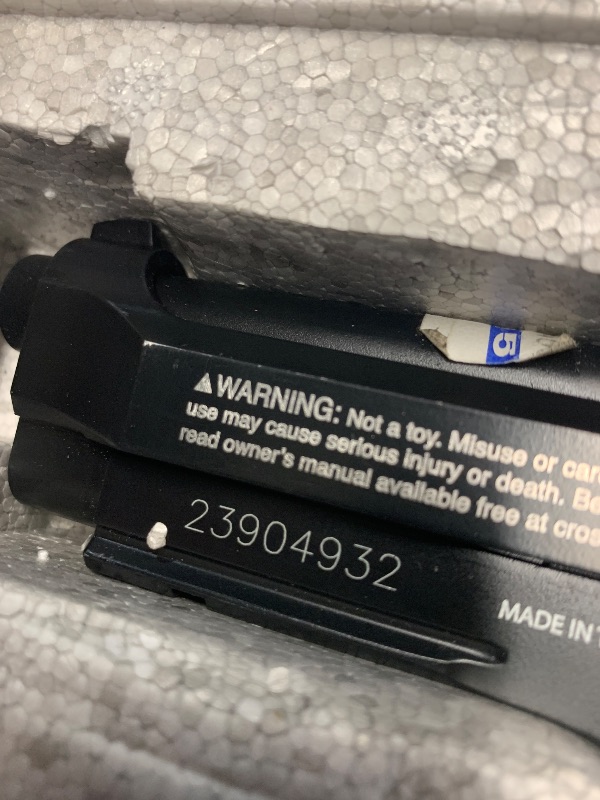 5
⚠WARNING: Not a toy. Misuse or
use may cause serious injury or death.
read owner's manual available free at
23904932
MADE IN